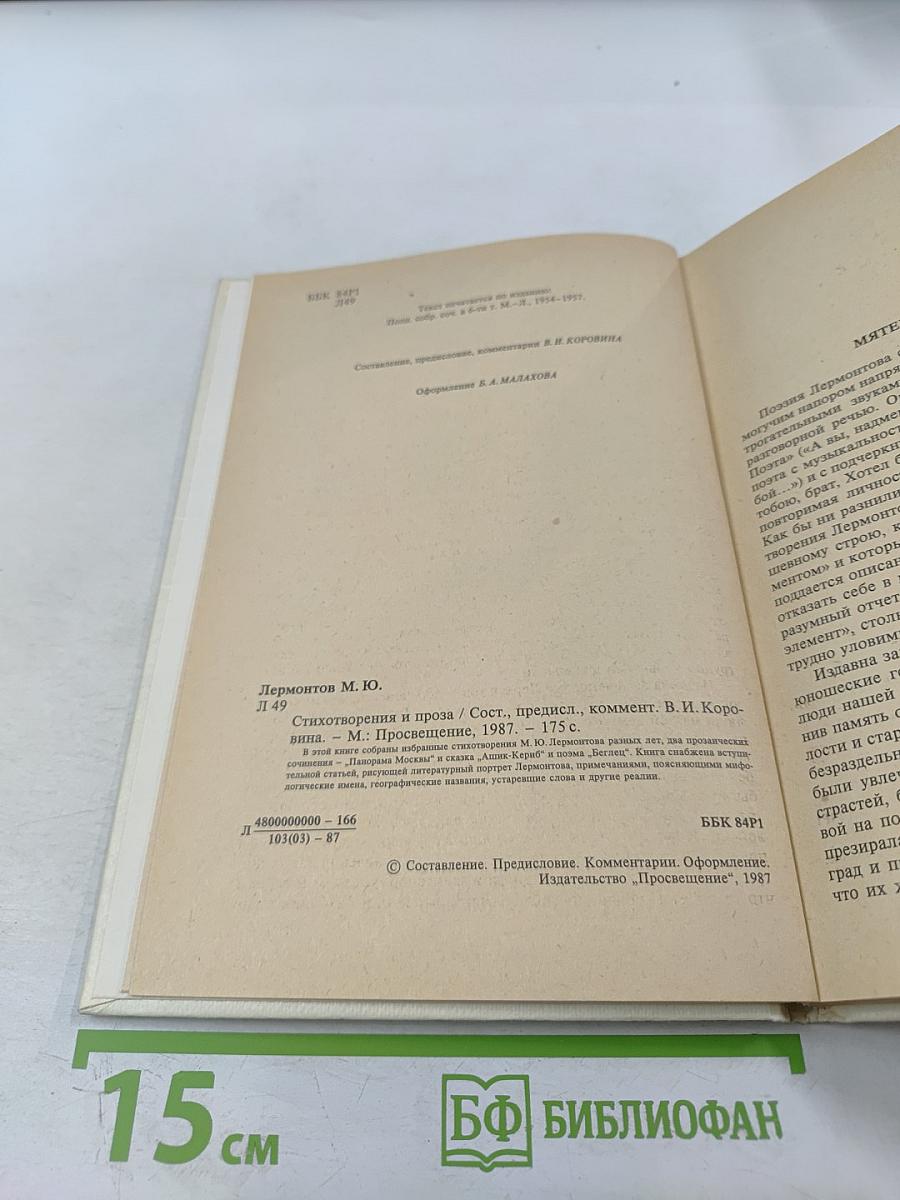 ББК 84Р1
Л49
Текст печатается по изданию:
Полн. собр. соч. в 6-ти т. М.–Л., 1954–1957.
Составление, предисловие, комментарии В. И. КОРОВИНА
Оформление Б. А. МАЛАХОВА
Лермонтов М. Ю.
Л 49
Стихотворения и проза / Сост., предисл., коммент. В. И. Коро-
вина. – М.: Просвещение, 1987. – 175 с.
В этой книге собраны избранные стихотворения М. Ю. Лермонтова разных лет, два прозаических
сочинения – „Панорама Москвы“ и сказка „Ашик-Кериб“ и поэма „Беглец“. Книга снабжена вступи-
тельной статьей, рисующей литературный портрет Лермонтова, примечаниями, поясняющими мифо-
логические имена, географические названия, устаревшие слова и другие реалии.
Л 4800000000 – 166
103(03) – 87
ББК 84Р1
© Составление. Предисловие. Комментарии. Оформление.
Издательство „Просвещение“, 1987
МЯТЕ
Поэзия Лермонтова
могучим напором напря
трогательными звукам
разговорной речью. О
Поэта» («А вы, надме
поэта с музыкальност
бой...») и с подчеркн
тобою, брат, Хотел б
повторимая личнос
Как бы ни разнили
творения Лермонто
шевному строю, к
ментом» и которы
поддается описан
отказать себе в
разумный отчет
элемент», столь
трудно уловим
Издавна за
юношеские г
люди нашей
нив память с
лости и стар
безраздельн
были увлеч
страстей, б
вой на по
презирала
град и п
что их ж
15 см
БФ БИБЛИОФАН